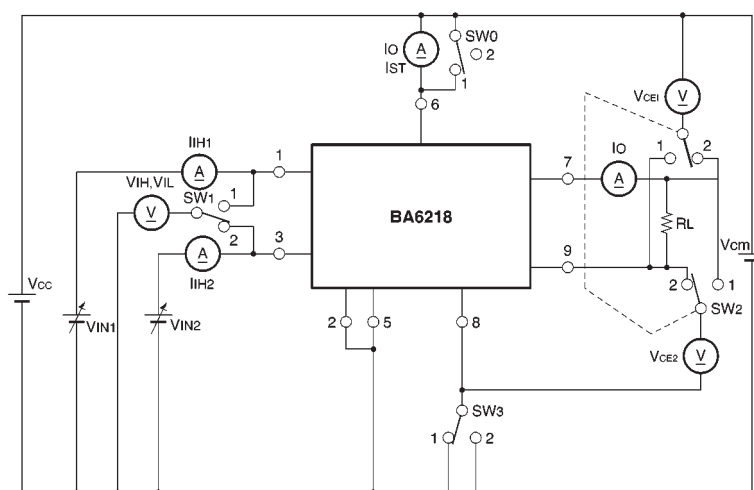 SW0
IO
A
2
IST
1
6
VCE1
V
IIH1
1
1
2
7
IO
A
VIH,VIL
1
A
SW1
V
BA6218
RL
2
3
9
VCm
A
IIH2
2
1
VCC
SW2
VIN1
VIN2
2
5
8
VCE2
V
SW3
1
2